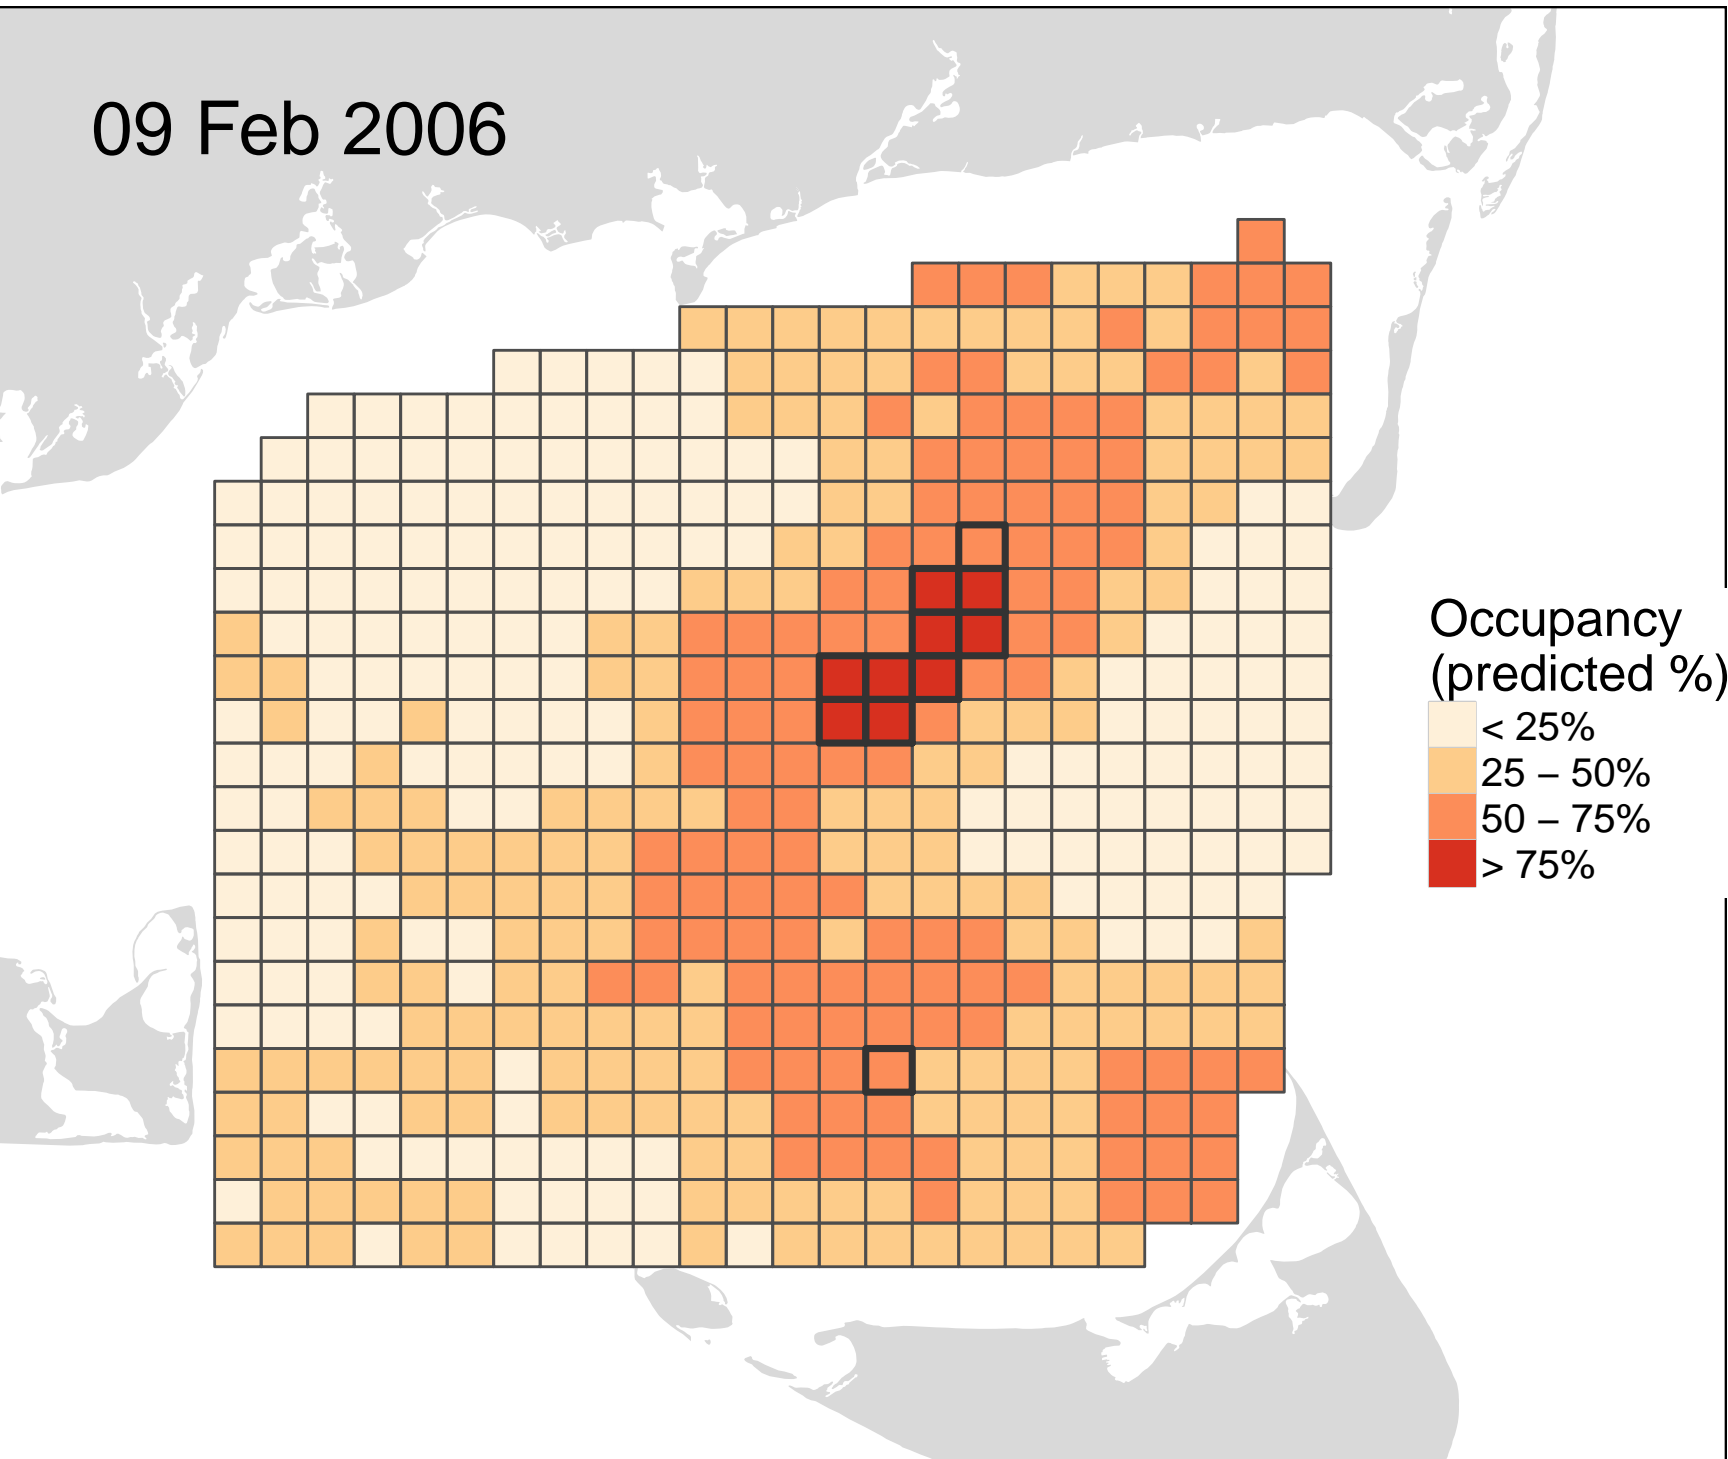 09 Feb 2006
Occupancy
(predicted %)
< 25%
25 – 50%
50 – 75%
> 75%